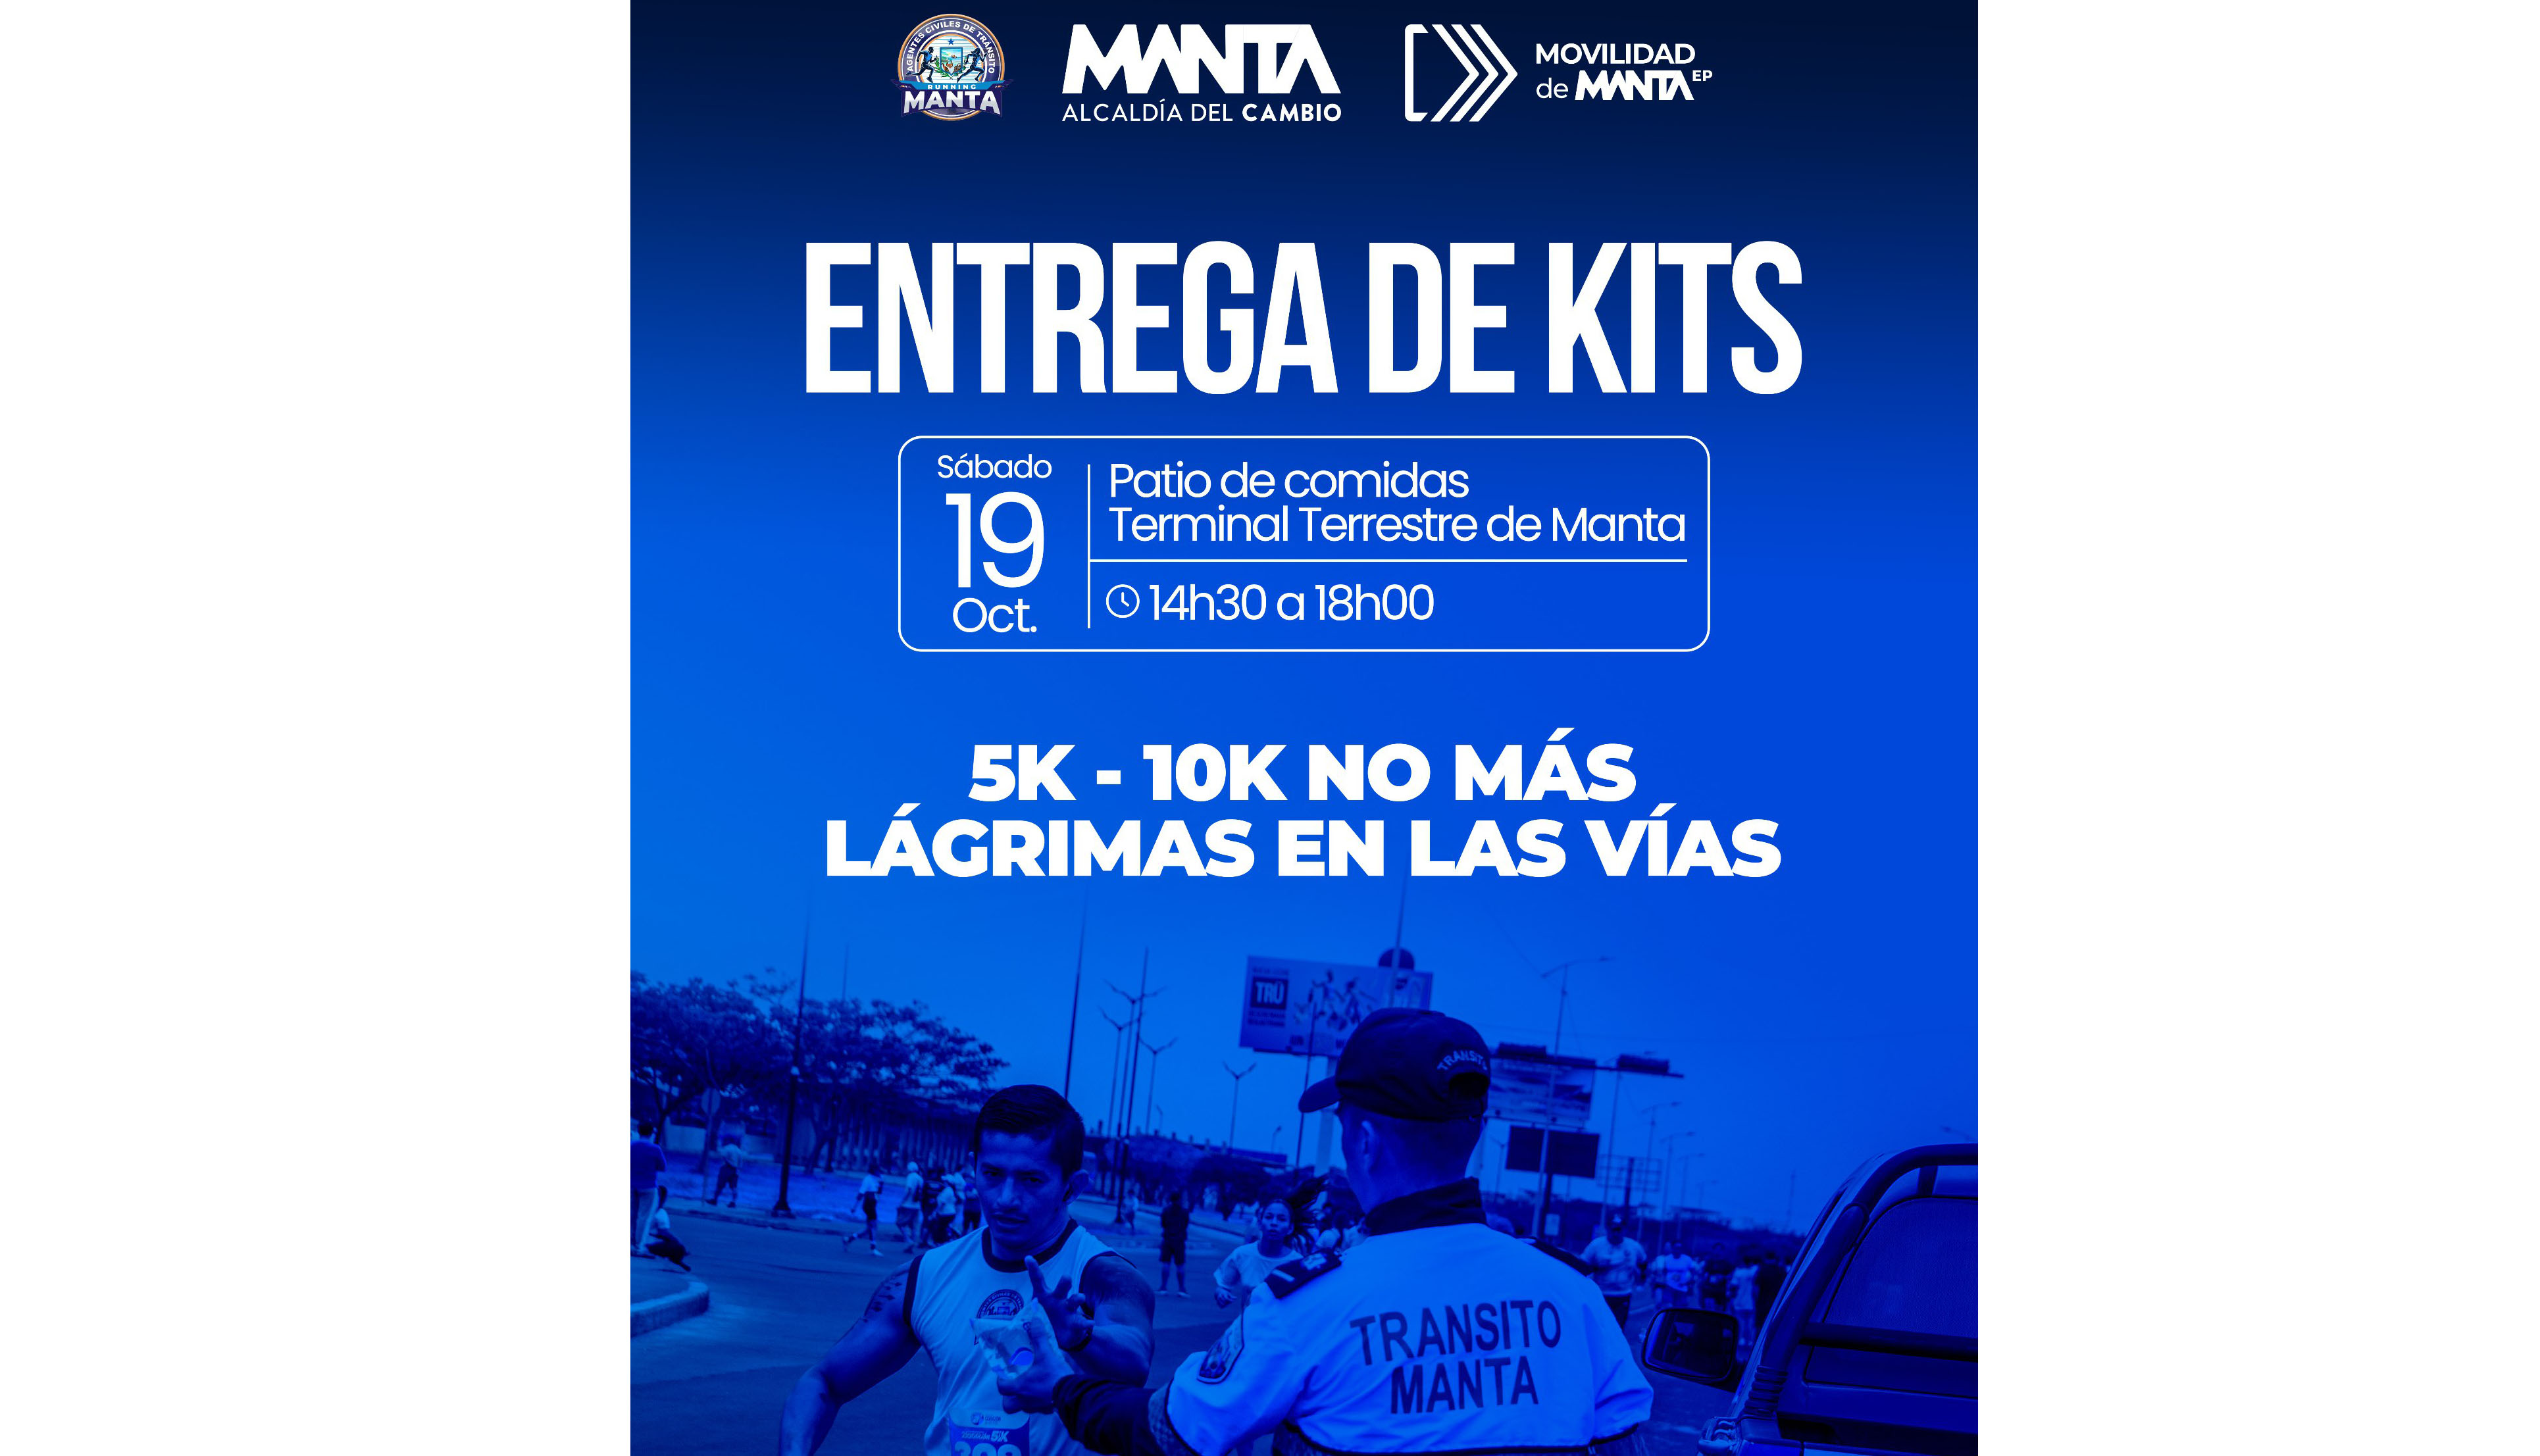 AGENTES CIVILES DE TRÁNSITO
RUNNING
MANTA
MANTA
ALCALDÍA DEL CAMBIO
MOVILIDAD
de MANTA EP
ENTREGA DE KITS
Sábado
19
Oct.
Patio de comidas
Terminal Terrestre de Manta
14h30 a 18h00
5K - 10K NO MÁS
LÁGRIMAS EN LAS VÍAS
TRÚ
TRANSITO
TRANSITO
MANTA
5K